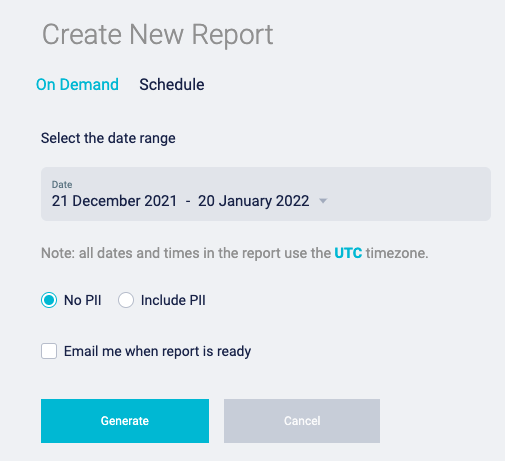 Create New Report
On Demand Schedule
Select the date range
Date
21 December 2021 - 20 January 2022
Note: all dates and times in the report use the UTC timezone.
No PII Include PII
Email me when report is ready
Generate Cancel